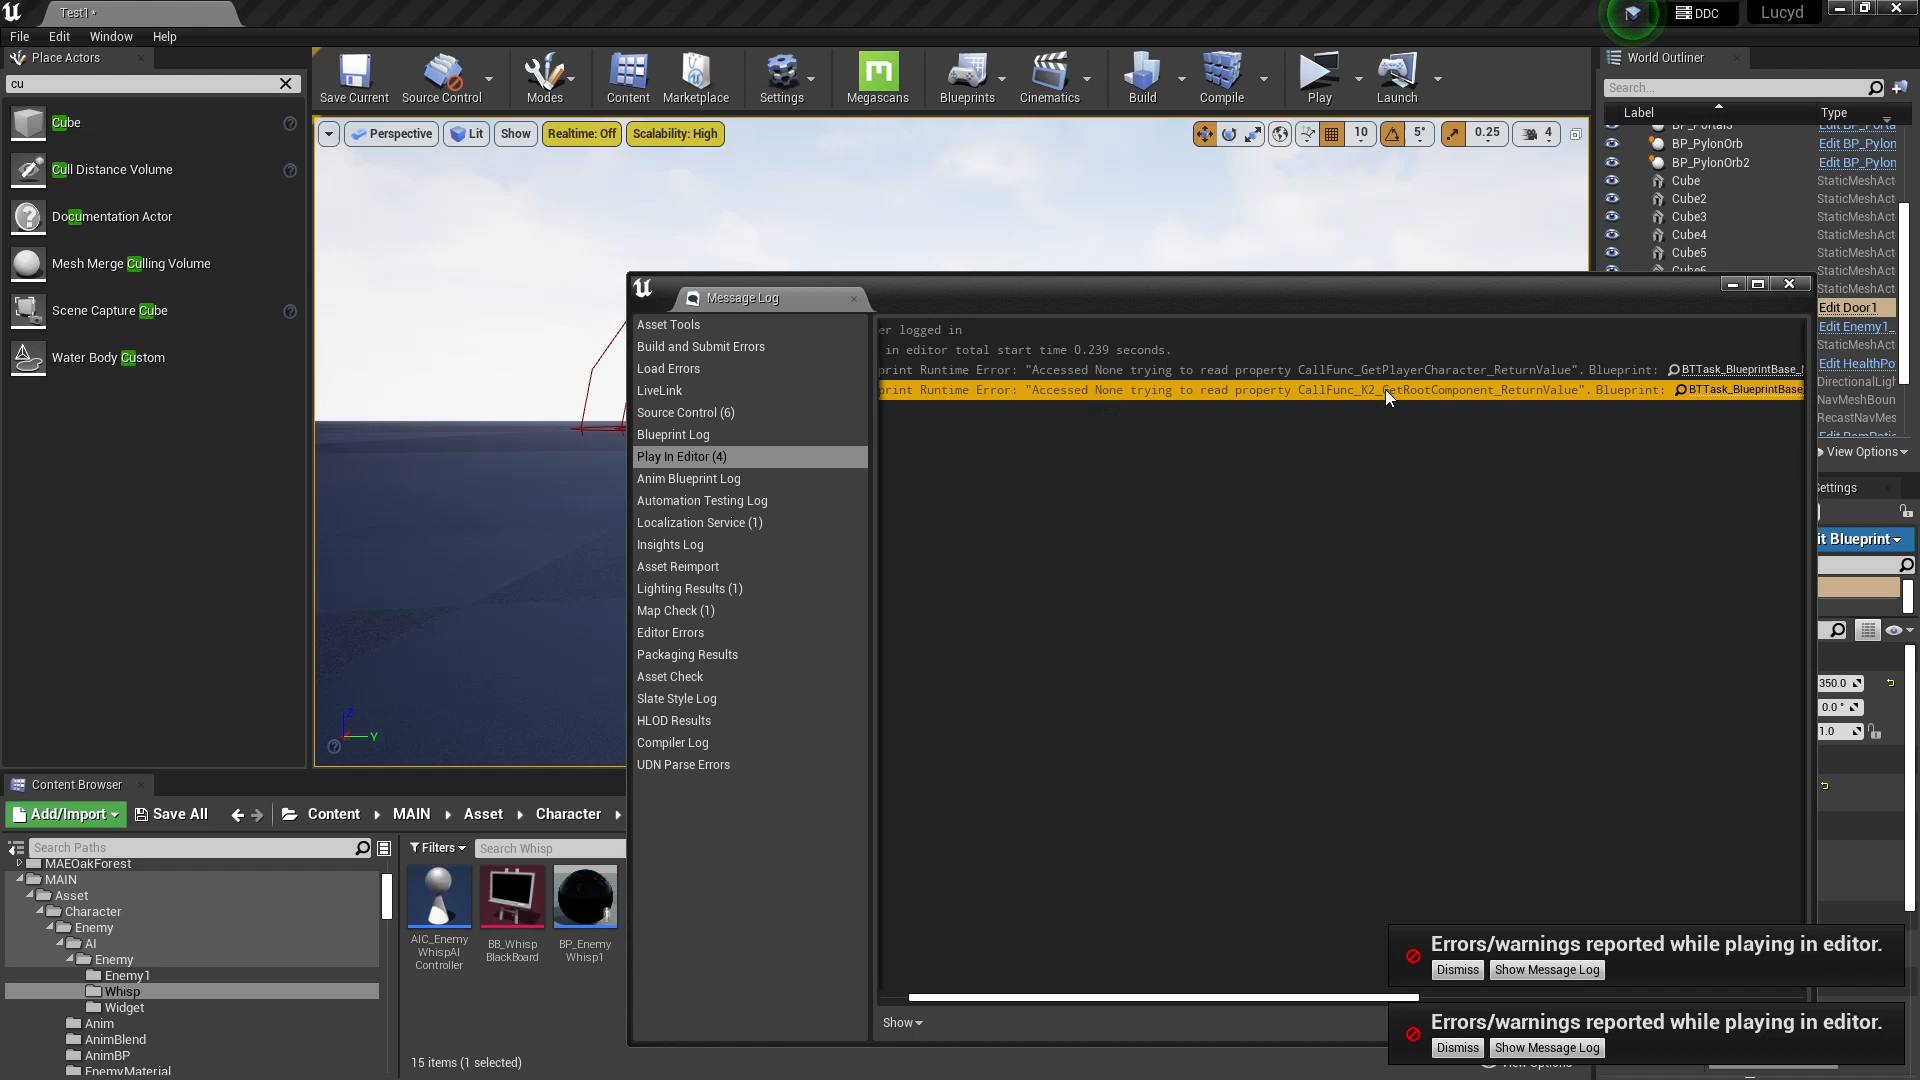 Test1*
DDC
Lucyd
File Edit Window Help
Place Actors
cu
Cube
Cull Distance Volume
Documentation Actor
Mesh Merge Culling Volume
Scene Capture Cube
Water Body Custom
Save Current
Source Control
Modes
Content
Marketplace
Settings
Megascans
Blueprints
Cinematics
Build
Compile
Play
Launch
Perspective
Lit
Show
Realtime: Off
Scalability: High
10
5°
0.25
4
World Outliner
Search...
Label Type
BP_PylonOrb Edit BP_Pylon
BP_PylonOrb2 Edit BP_Pylon
Cube StaticMeshAct
Cube2 StaticMeshAct
Cube3 StaticMeshAct
Cube4 StaticMeshAct
Cube5 StaticMeshAct
StaticMeshAct
Edit Door1
Edit Enemy1_
StaticMeshAct
Edit HealthPo
DirectionalLigh
NavMeshBoun
RecastNavMes
View Options
ettings
it Blueprint
350.0
0.0 °
1.0
Message Log
Asset Tools
Build and Submit Errors
Load Errors
LiveLink
Source Control (6)
Blueprint Log
Play In Editor (4)
Anim Blueprint Log
Automation Testing Log
Localization Service (1)
Insights Log
Asset Reimport
Lighting Results (1)
Map Check (1)
Editor Errors
Packaging Results
Asset Check
Slate Style Log
HLOD Results
Compiler Log
UDN Parse Errors
er logged in
in editor total start time 0.239 seconds.
print Runtime Error: "Accessed None trying to read property CallFunc_GetPlayerCharacter_ReturnValue". Blueprint: BTTask_BlueprintBase_
print Runtime Error: "Accessed None trying to read property CallFunc_K2_GetRootComponent_ReturnValue". Blueprint: BTTask_BlueprintBase
Show
Z
Y
Content Browser
Add/Import
Save All
Content MAIN Asset Character
Search Paths
MAEOakForest
MAIN
Asset
Character
Enemy
AI
Enemy
Enemy1
Whisp
Widget
Anim
AnimBlend
AnimBP
EnemyMaterial
Filters
Search Whisp
AIC_Enemy
WhispAI
Controller
BB_Whisp
BlackBoard
BP_Enemy
Whisp1
15 items (1 selected)
Errors/warnings reported while playing in editor.
Dismiss Show Message Log
Errors/warnings reported while playing in editor.
Dismiss Show Message Log